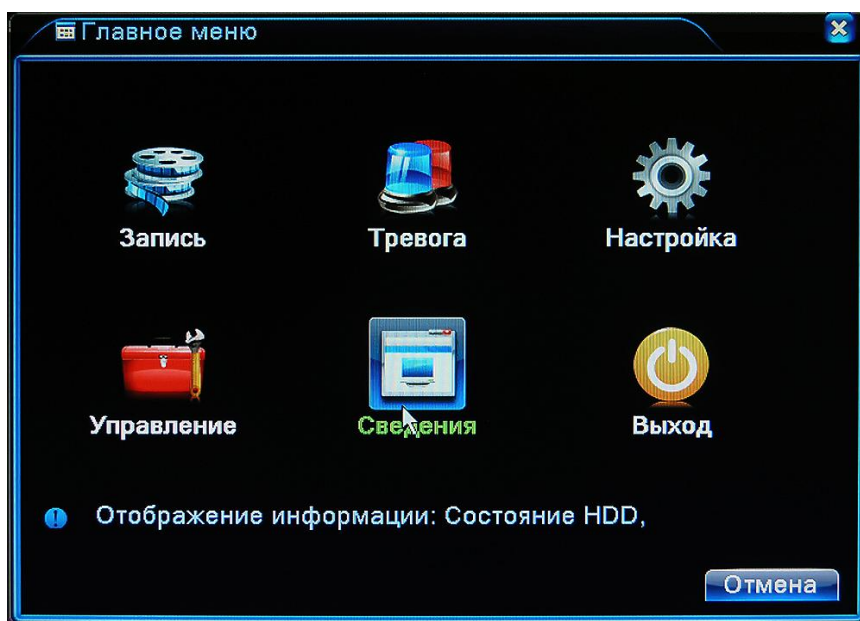 Главное меню
Запись
Тревога
Настройка
Управление
Сведения
Выход
Отображение информации: Состояние HDD,
Отмена